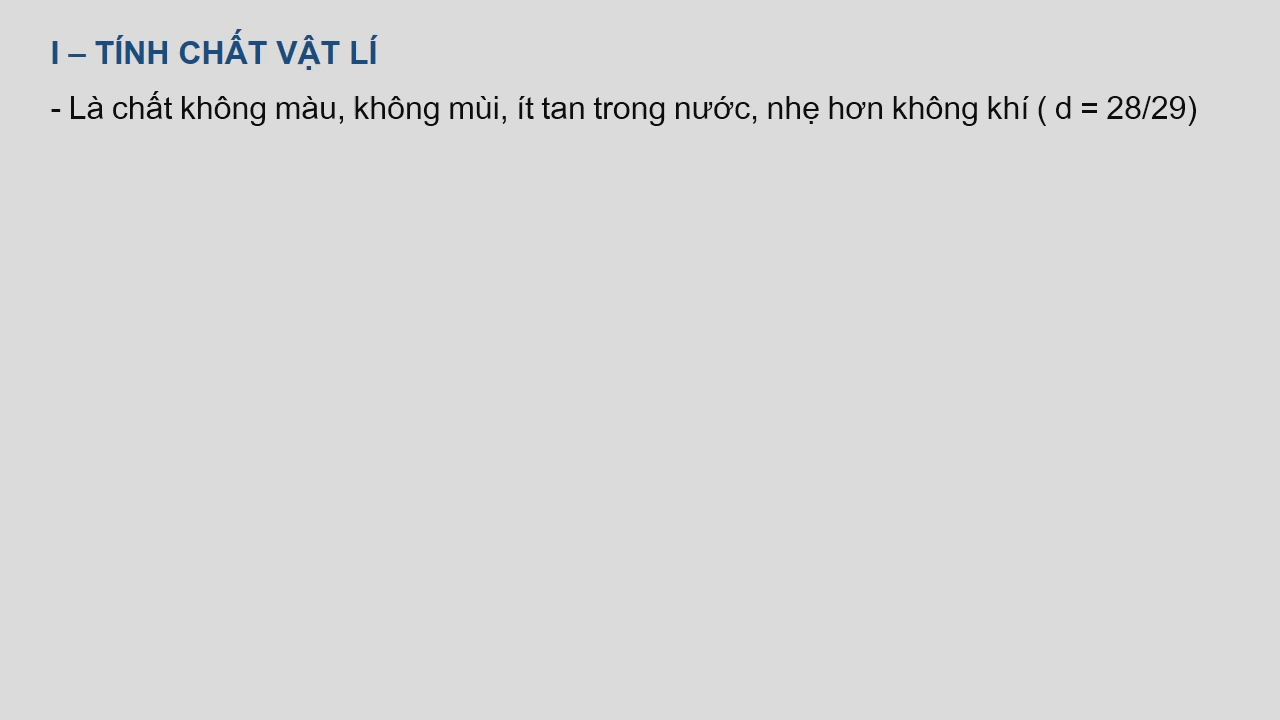 I – TÍNH CHẤT VẬT LÍ
- Là chất không màu, không mùi, ít tan trong nước, nhẹ hơn không khí ( d = 28/29)